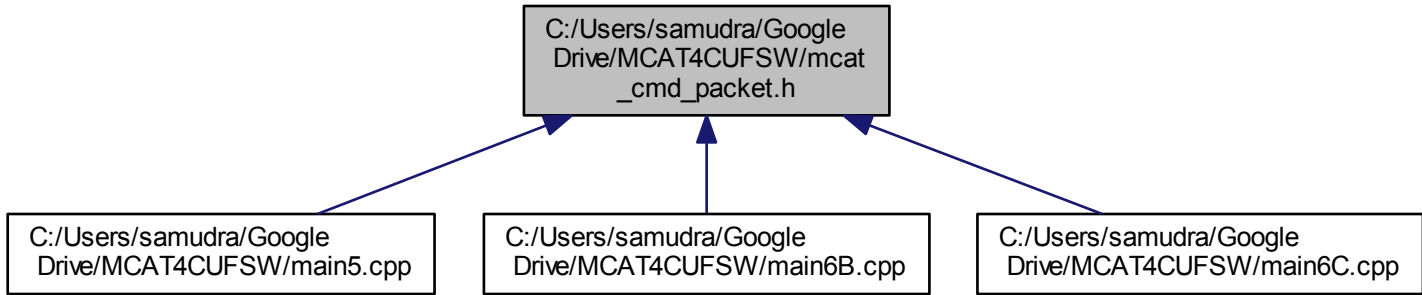 C:/Users/samudra/Google
Drive/MCAT4CUFSW/mcat
_cmd_packet.h
C:/Users/samudra/Google
Drive/MCAT4CUFSW/main5.cpp
C:/Users/samudra/Google
Drive/MCAT4CUFSW/main6B.cpp
C:/Users/samudra/Google
Drive/MCAT4CUFSW/main6C.cpp